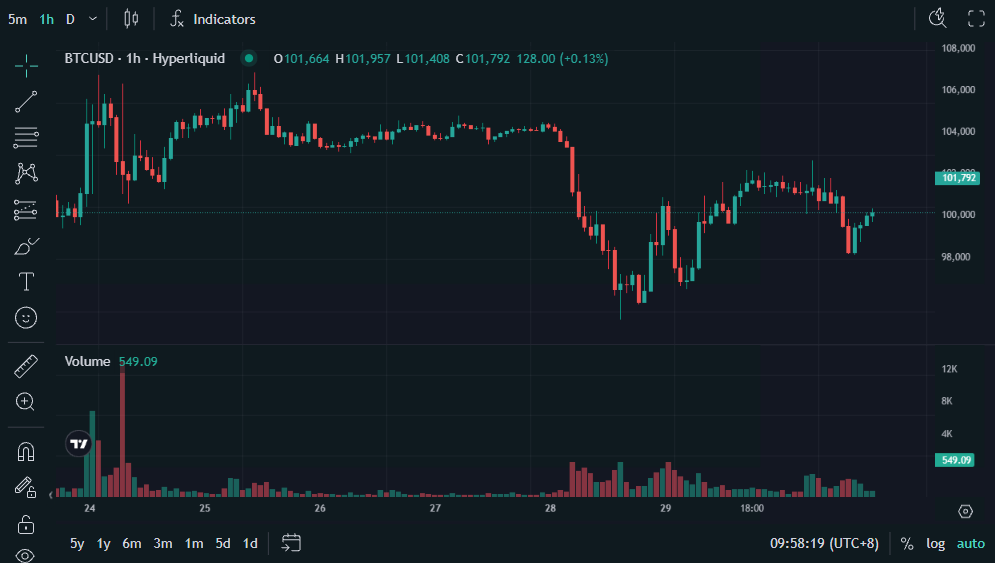 5m 1h D Indicators
BTCUSD · 1h · Hyperliquid O101,664 H101,957 L101,408 C101,792 128.00 (+0.13%)
108,000
106,000
104,000
101,792
100,000
98,000
Volume 549.09
12K
8K
4K
549.09
24 25 26 27 28 29 18:00
5y 1y 6m 3m 1m 5d 1d 09:58:19 (UTC+8) % log auto